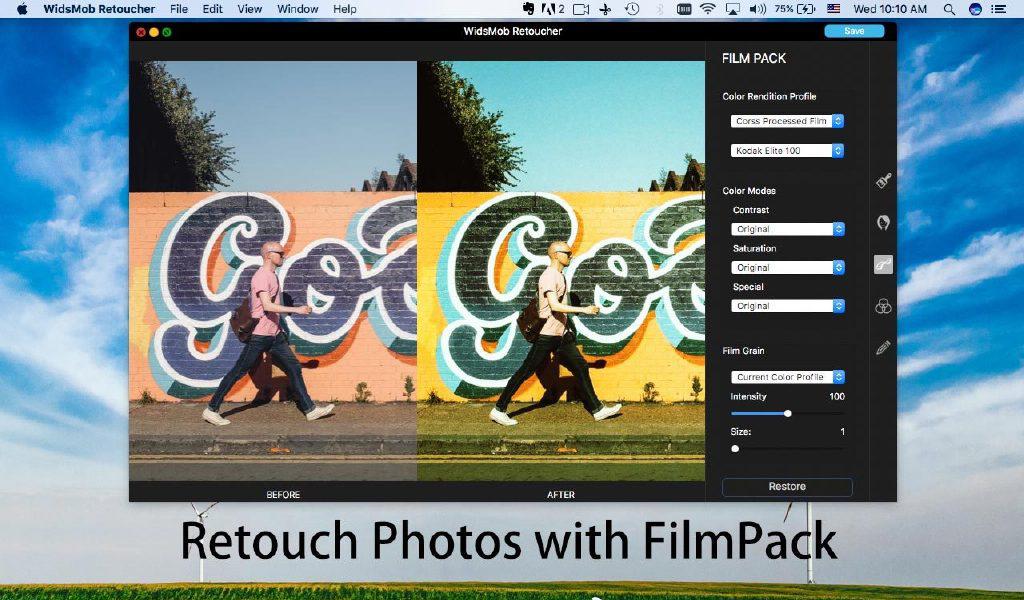 WidsMob Retoucher File Edit View Window Help 2 75% Wed 10:10 AM
WidsMob Retoucher
Save
FILM PACK
Color Rendition Profile
Corss Processed Film
Kodak Elite 100
Color Modes
Contrast
Original
Saturation
Original
Special
Original
Film Grain
Current Color Profile
Intensity 100
Size: 1
Restore
BEFORE
AFTER
Retouch Photos with FilmPack